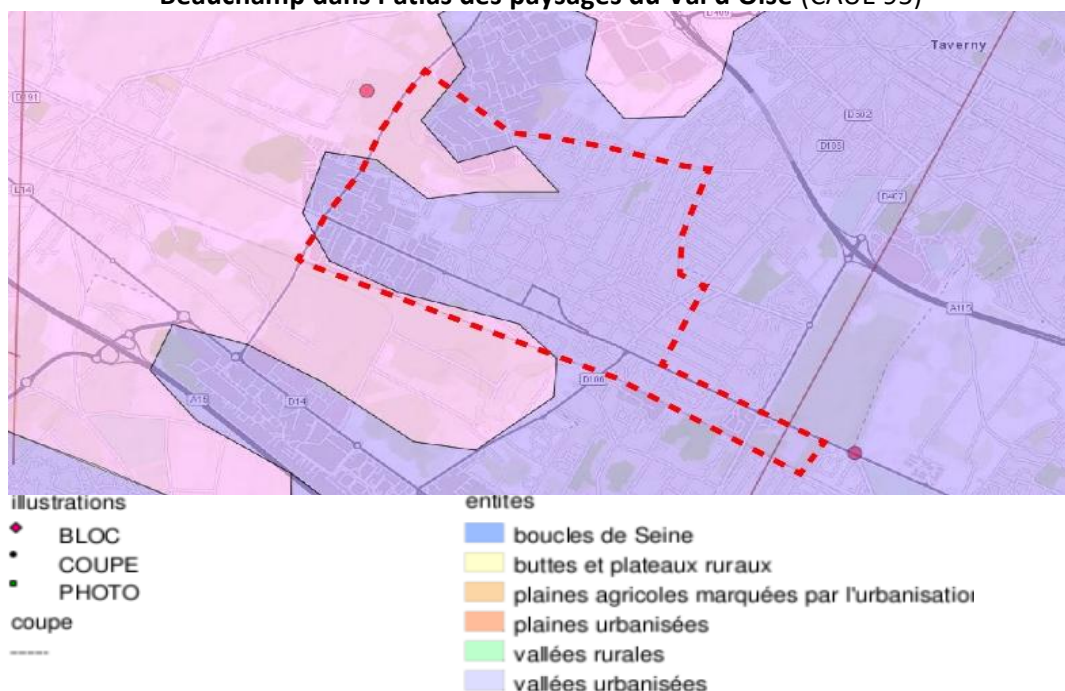 Beauchamp dans l'atlas des paysages du Val d'Oise (CAUE 95)
Taverny
D191
D502
D105
D14
D407
A115
D106
A15
D14
illustrations
BLOC
COUPE
PHOTO
coupe
entites
boucles de Seine
buttes et plateaux ruraux
plaines agricoles marquées par l'urbanisation
plaines urbanisées
vallées rurales
vallées urbanisées